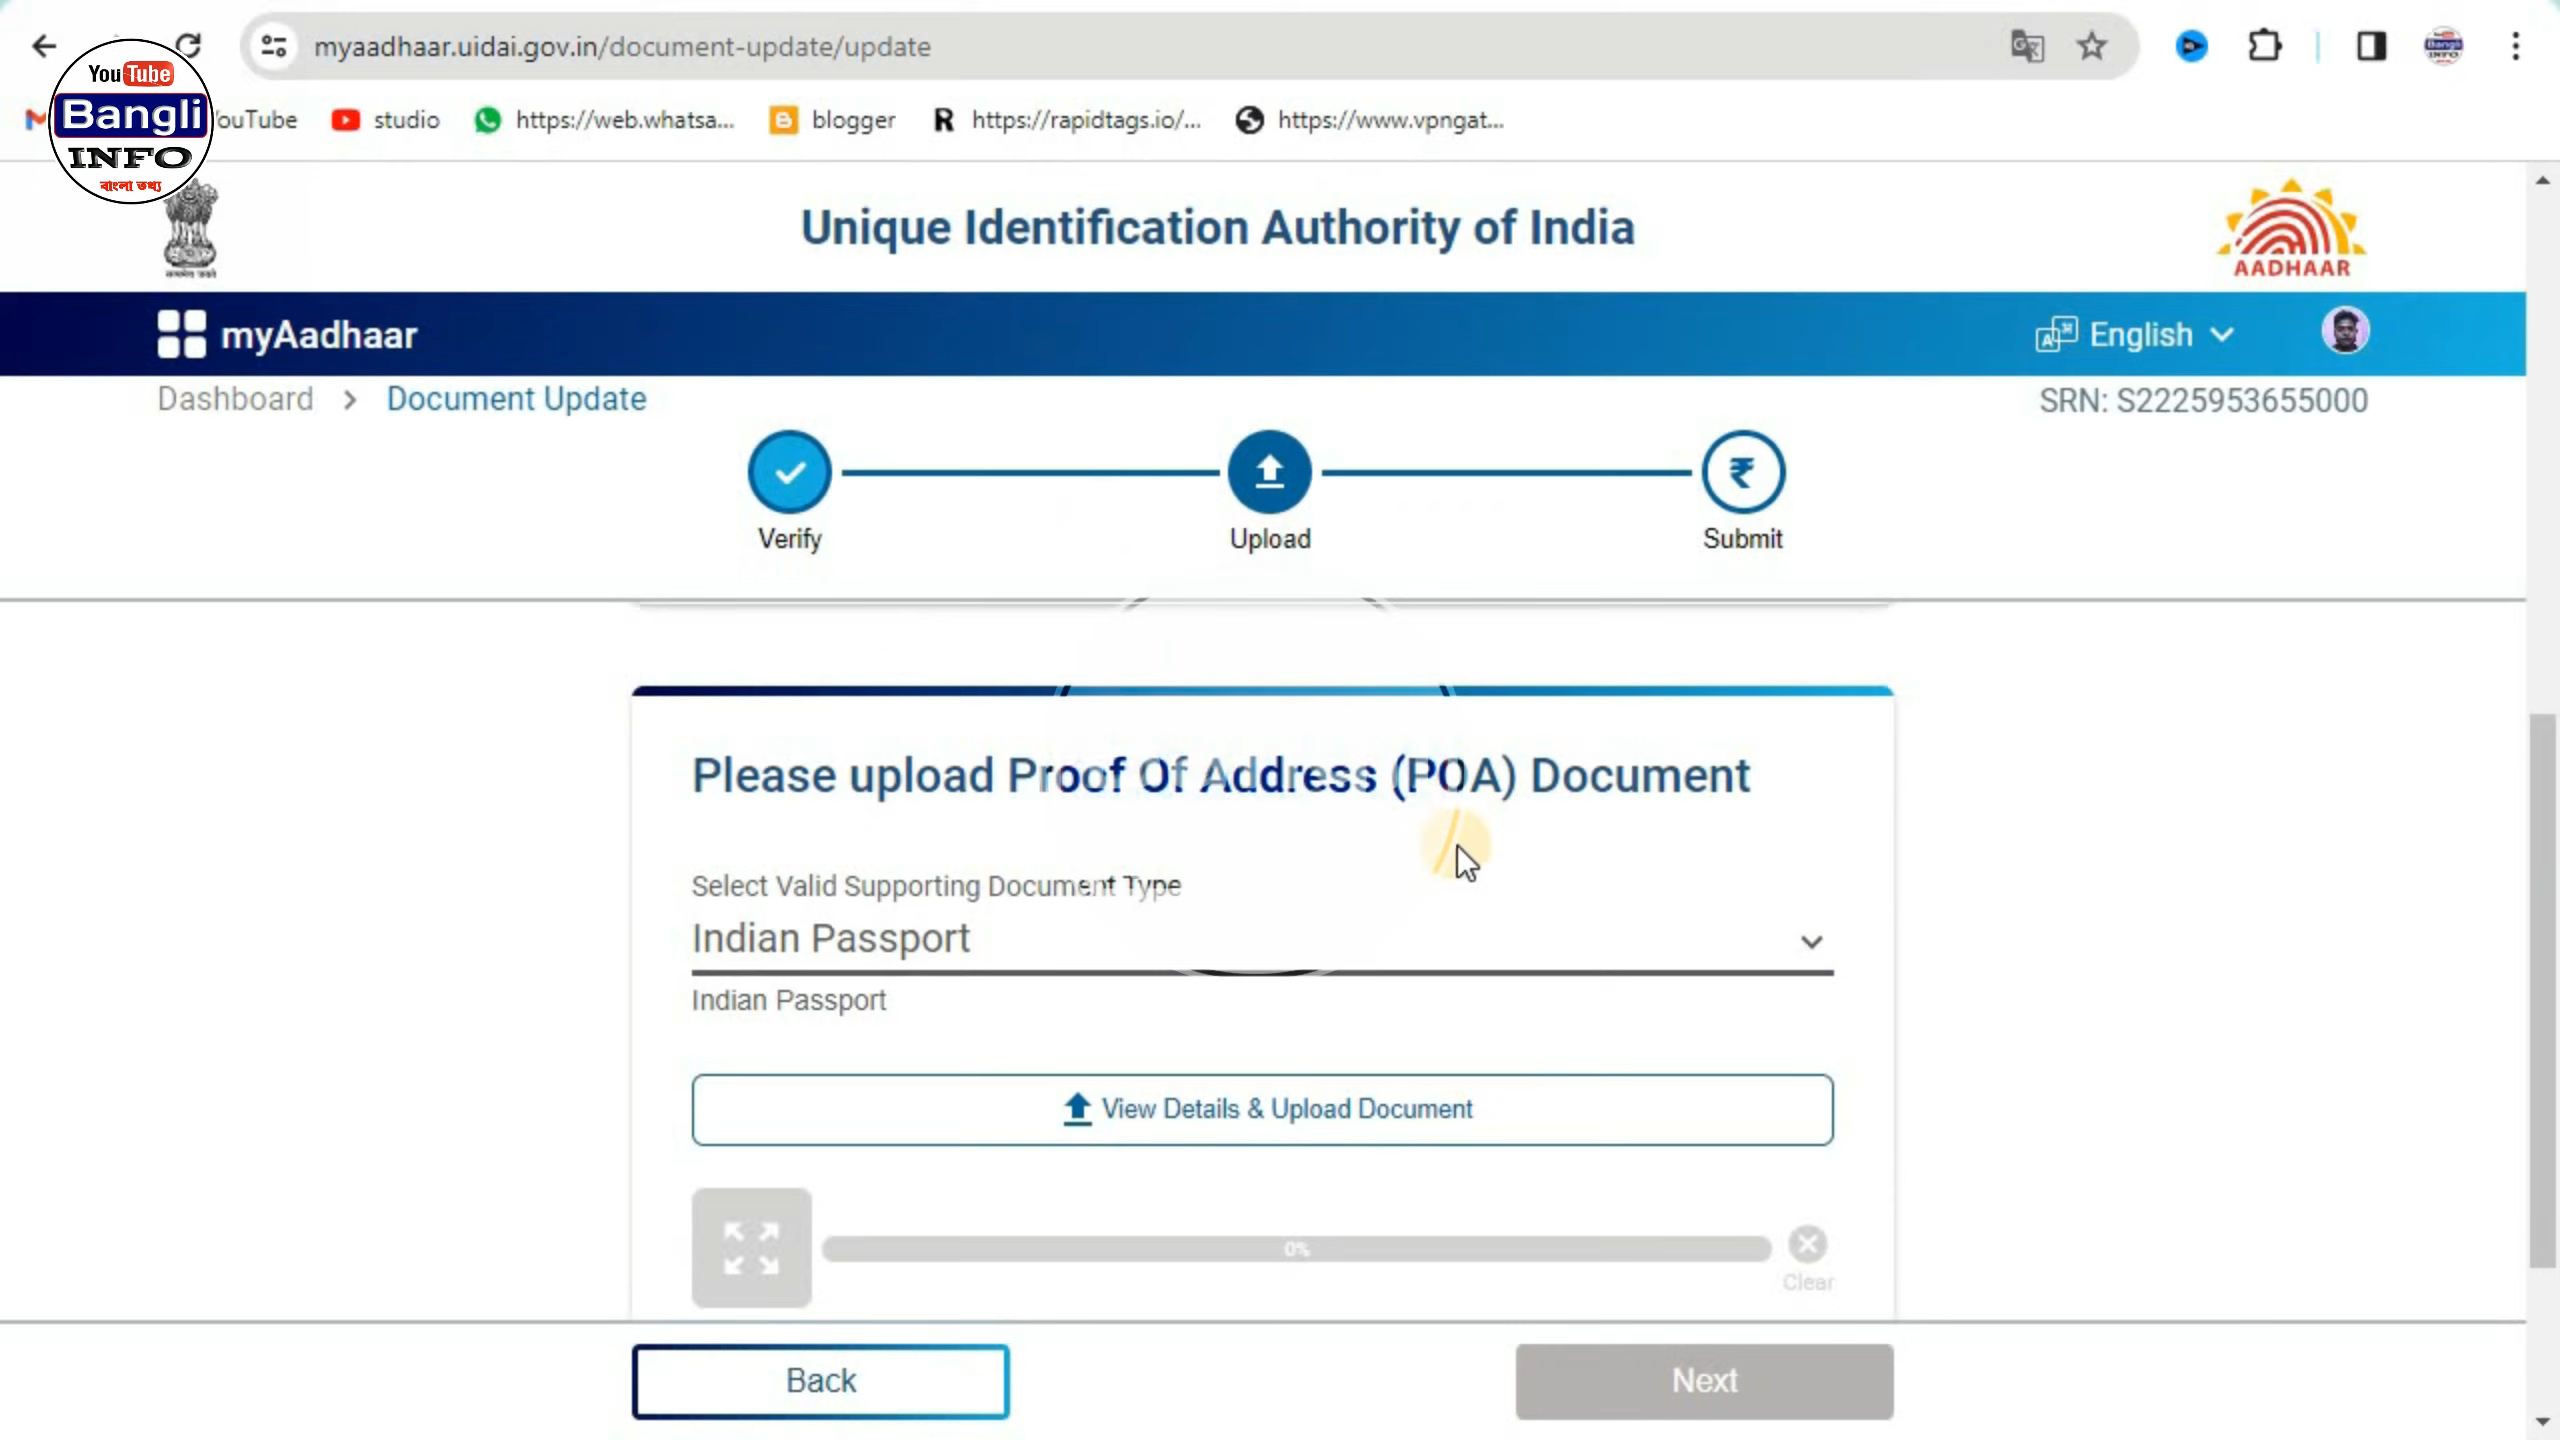 myaadhaar.uidai.gov.in/document-update/update
YouTube
Bangli
INFO
বাংলা তথ্য
ouTube
studio
https://web.whatsa...
blogger
https://rapidtags.io/...
https://www.vpngat...
Unique Identification Authority of India
AADHAAR
myAadhaar
English
Dashboard
Document Update
SRN: S2225953655000
Verify
Upload
Submit
Please upload Proof Of Address (POA) Document
Select Valid Supporting Document Type
Indian Passport
Indian Passport
View Details & Upload Document
0%
Clear
Back
Next